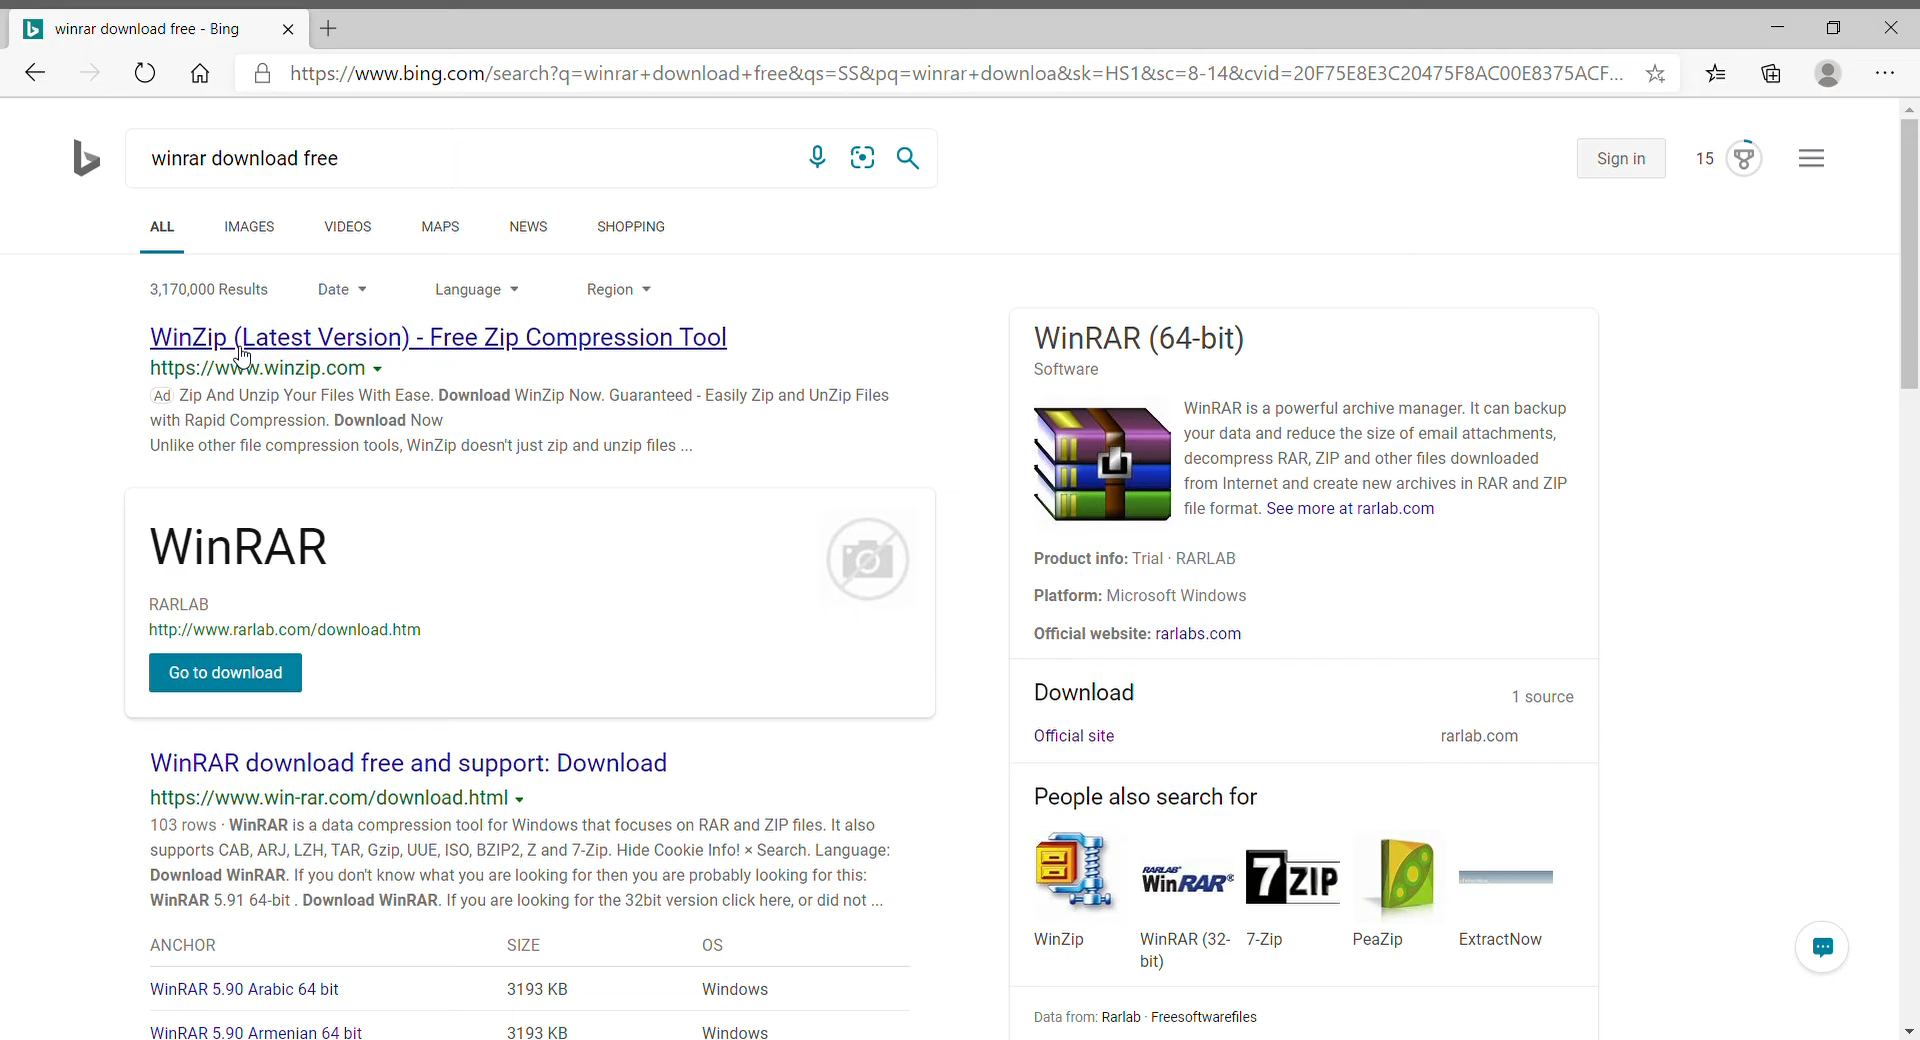 winrar download free - Bing
https://www.bing.com/search?q=winrar+download+free&qs=SS&pq=winrar+downloa&sk=HS1&sc=8-14&cvid=20F75E8E3C20475F8AC00E8375ACF...
winrar download free
Sign in
15
ALL IMAGES VIDEOS MAPS NEWS SHOPPING
3,170,000 Results Date Language Region
WinZip (Latest Version) - Free Zip Compression Tool
https://www.winzip.com
Ad Zip And Unzip Your Files With Ease. Download WinZip Now. Guaranteed - Easily Zip and UnZip Files
with Rapid Compression. Download Now
Unlike other file compression tools, WinZip doesn't just zip and unzip files ...
WinRAR
RARLAB
http://www.rarlab.com/download.htm
Go to download
WinRAR download free and support: Download
https://www.win-rar.com/download.html
103 rows · WinRAR is a data compression tool for Windows that focuses on RAR and ZIP files. It also
supports CAB, ARJ, LZH, TAR, Gzip, UUE, ISO, BZIP2, Z and 7-Zip. Hide Cookie Info! × Search. Language:
Download WinRAR. If you don't know what you are looking for then you are probably looking for this:
WinRAR 5.91 64-bit . Download WinRAR. If you are looking for the 32bit version click here, or did not ...
ANCHOR SIZE OS
WinRAR 5.90 Arabic 64 bit 3193 KB Windows
WinRAR 5.90 Armenian 64 bit 3193 KB Windows
WinRAR (64-bit)
Software
WinRAR is a powerful archive manager. It can backup
your data and reduce the size of email attachments,
decompress RAR, ZIP and other files downloaded
from Internet and create new archives in RAR and ZIP
file format. See more at rarlab.com
Product info: Trial · RARLAB
Platform: Microsoft Windows
Official website: rarlabs.com
Download 1 source
Official site rarlab.com
People also search for
RARLAB
WinRAR®
7ZIP
WinZip WinRAR (32- 7-Zip PeaZip ExtractNow
bit)
Data from: Rarlab · Freesoftwarefiles